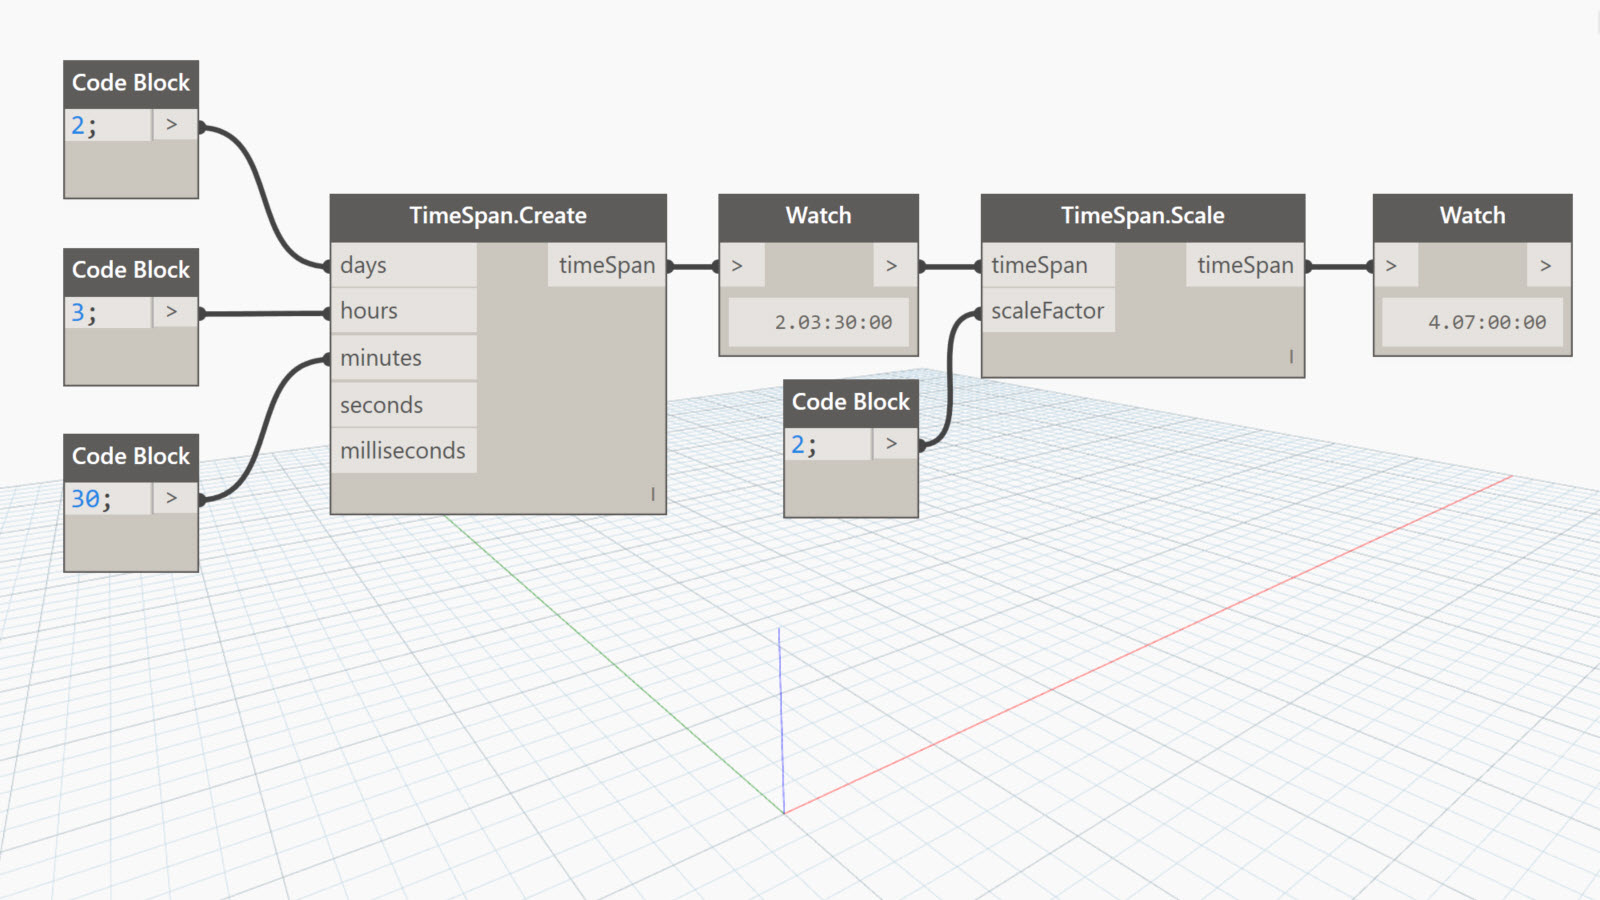 Code Block
2;
>
Code Block
3;
>
Code Block
30;
>
TimeSpan.Create
days
timeSpan
hours
minutes
seconds
milliseconds
I
Watch
>
>
2.03:30:00
Code Block
2;
>
TimeSpan.Scale
timeSpan
timeSpan
scaleFactor
I
Watch
>
>
4.07:00:00